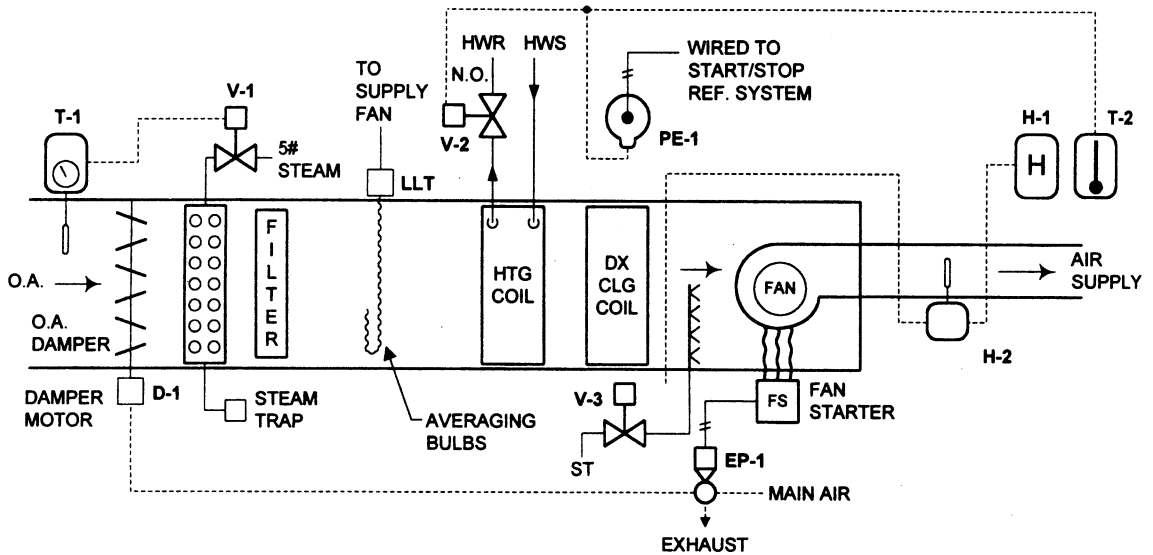 HWR
HWS
N.O.
WIRED TO
START/STOP
REF. SYSTEM
TO
SUPPLY
FAN
V-1
T-1
V-2
PE-1
H-1
T-2
5#
STEAM
H
LLT
FILTER
HTG
COIL
DX
CLG
COIL
FAN
AIR
SUPPLY
O.A.
O.A.
DAMPER
H-2
DAMPER
MOTOR
D-1
STEAM
TRAP
AVERAGING
BULBS
V-3
ST
FS
FAN
STARTER
EP-1
MAIN AIR
EXHAUST